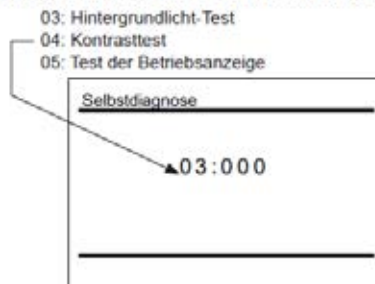 03: Hintergrundlicht-Test
04: Kontrasttest
05: Test der Betriebsanzeige
Selbstdiagnose
03:000